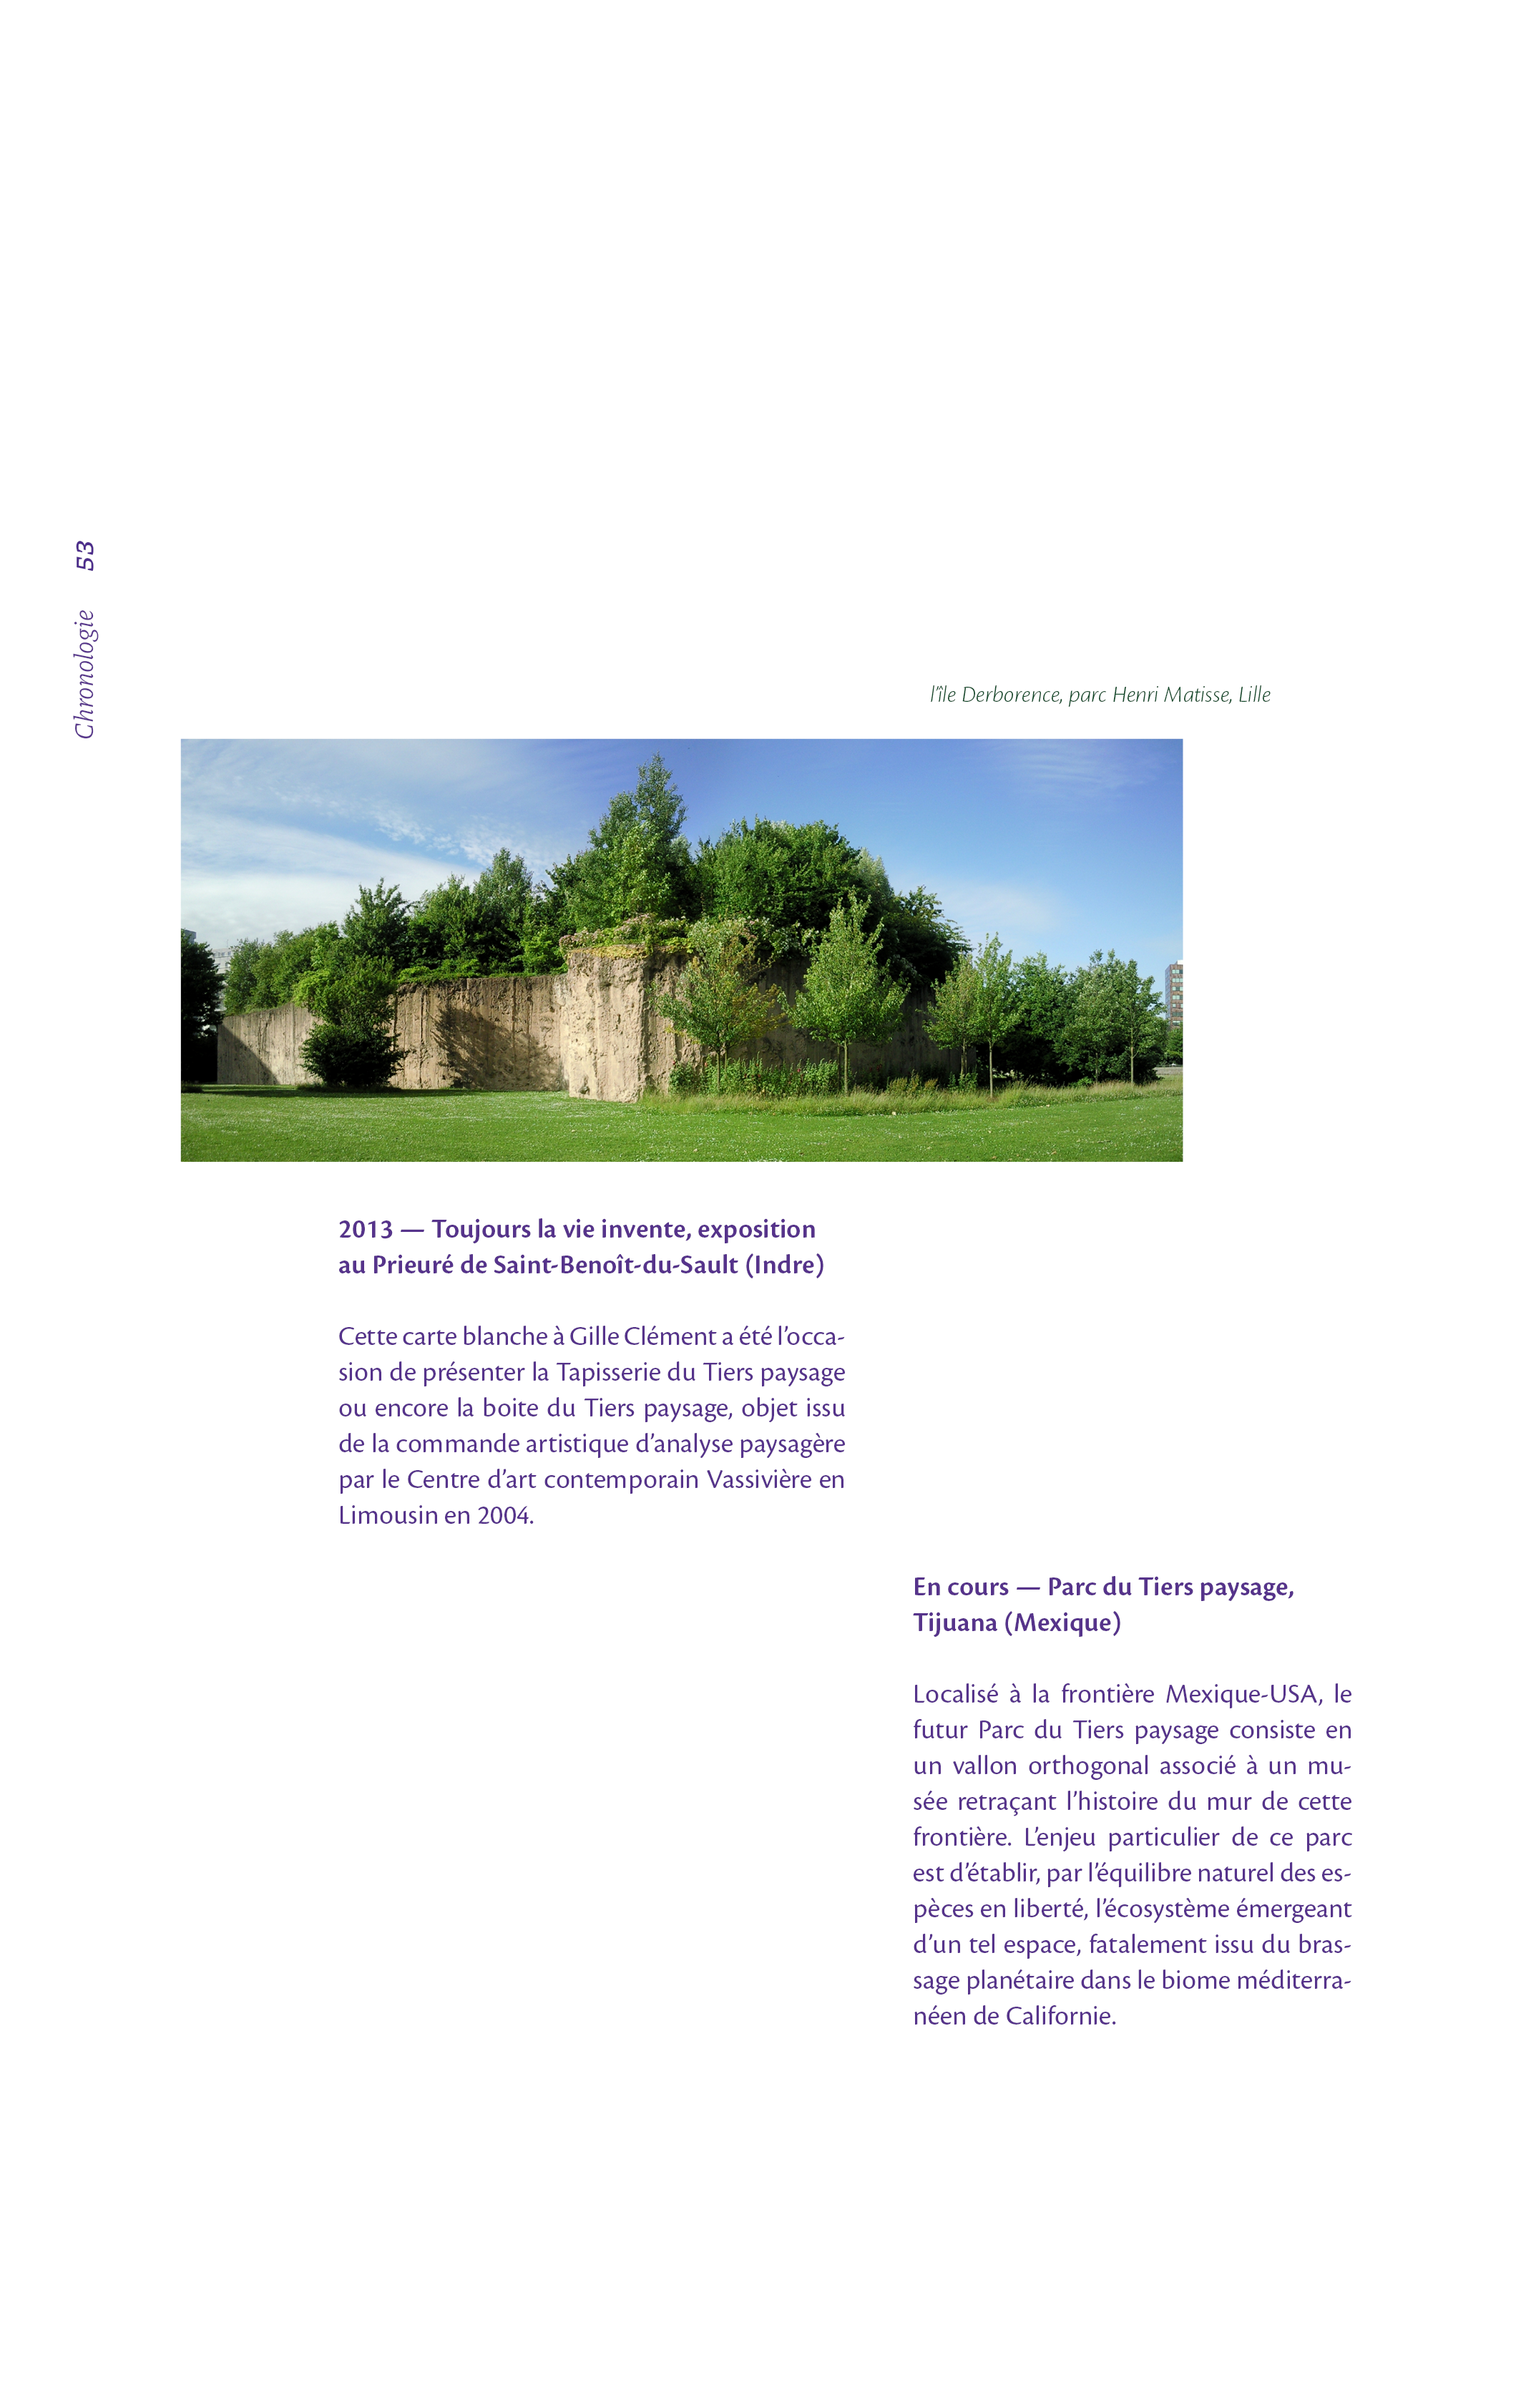 Chronologie 53
l’île Derborence, parc Henri Matisse, Lille
2013 — Toujours la vie invente, exposition
au Prieuré de Saint-Benoît-du-Sault (Indre)
Cette carte blanche à Gille Clément a été l’occa-
sion de présenter la Tapisserie du Tiers paysage
ou encore la boite du Tiers paysage, objet issu
de la commande artistique d’analyse paysagère
par le Centre d’art contemporain Vassivière en
Limousin en 2004.
En cours — Parc du Tiers paysage,
Tijuana (Mexique)
Localisé à la frontière Mexique-USA, le
futur Parc du Tiers paysage consiste en
un vallon orthogonal associé à un mu-
sée retraçant l’histoire du mur de cette
frontière. L’enjeu particulier de ce parc
est d’établir, par l’équilibre naturel des es-
pèces en liberté, l’écosystème émergeant
d’un tel espace, fatalement issu du bras-
sage planétaire dans le biome méditerra-
néen de Californie.